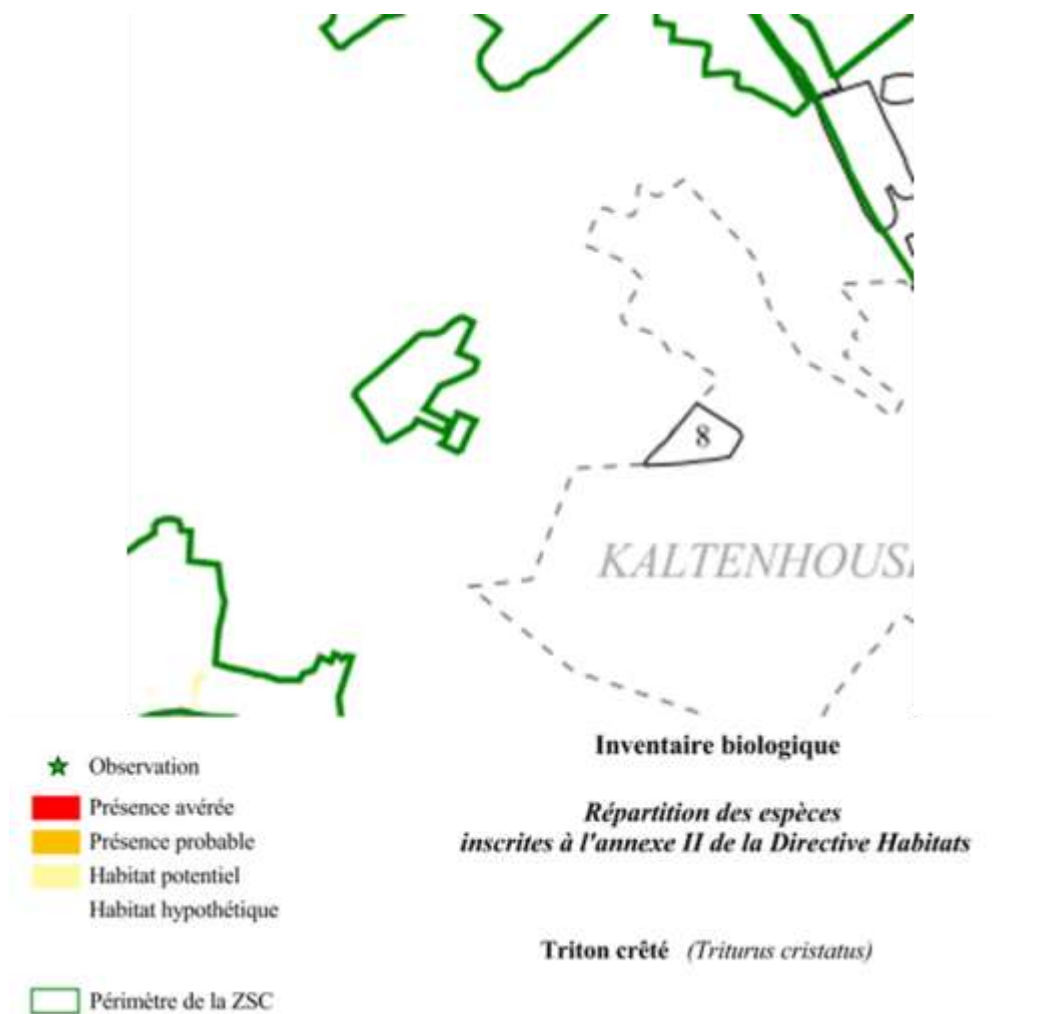 8
KALTENHOUS
Inventaire biologique
Observation
Présence avérée
Présence probable
Habitat potentiel
Habitat hypothétique
Périmètre de la ZSC
Répartition des espèces
inscrites à l'annexe II de la Directive Habitats
Triton crêté (Triturus cristatus)